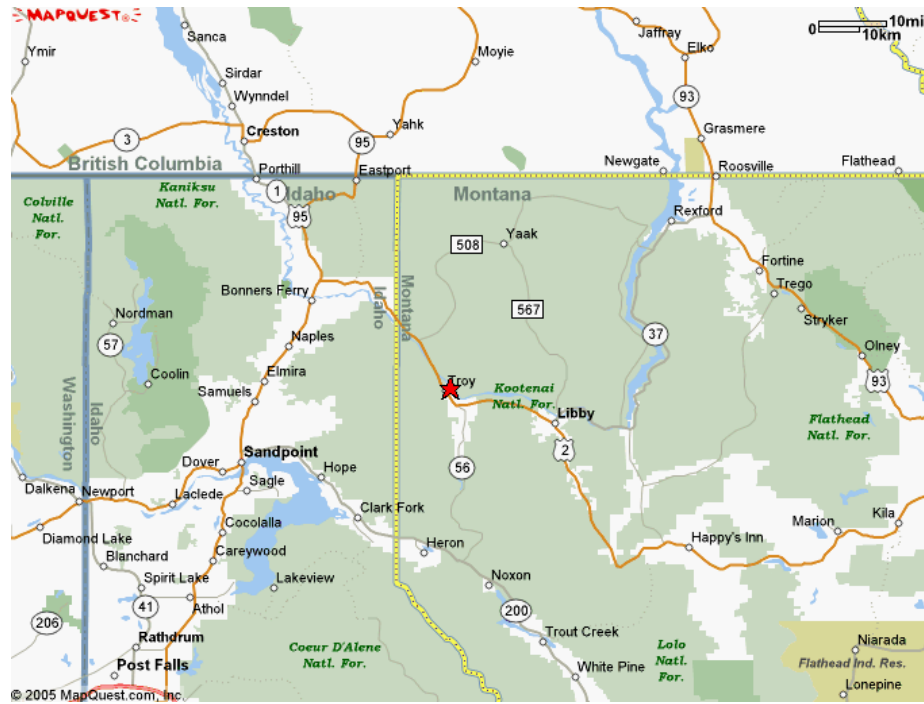 MAPQUEST
10mi
0
10km
Sanca
Jaffray
Ymir
Moyie
Elko
Sirdar
Wynndel
93
Creston
Yahk
3
95
Grasmere
British Columbia
Porthill
Eastport
Newgate
Roosville
Flathead
Kaniksu
Natl. For.
1
Idaho
Montana
Colville
Natl.
For.
95
Rexford
508
Yaak
Fortine
Bonners Ferry
Idaho
Montana
Trego
Nordman
567
Stryker
57
Naples
37
Olney
Coolin
Elmira
Troy
93
Samuels
Kootenai
Natl. For.
Libby
Flathead
Natl. For.
Washington
Idaho
Sandpoint
2
Dover
Hope
56
Dalkena
Newport
Sagle
Laclede
Clark Fork
Diamond Lake
Cocolalla
Marion
Kila
Blanchard
Careywood
Heron
Happy's Inn
Spirit Lake
Lakeview
Noxon
41
Athol
200
206
Rathdrum
Trout Creek
Coeur D'Alene
Natl. For.
Lolo
Natl.
For.
Niarada
Post Falls
White Pine
Flathead Ind. Res.
Lonepine
© 2005 MapQuest.com, Inc.